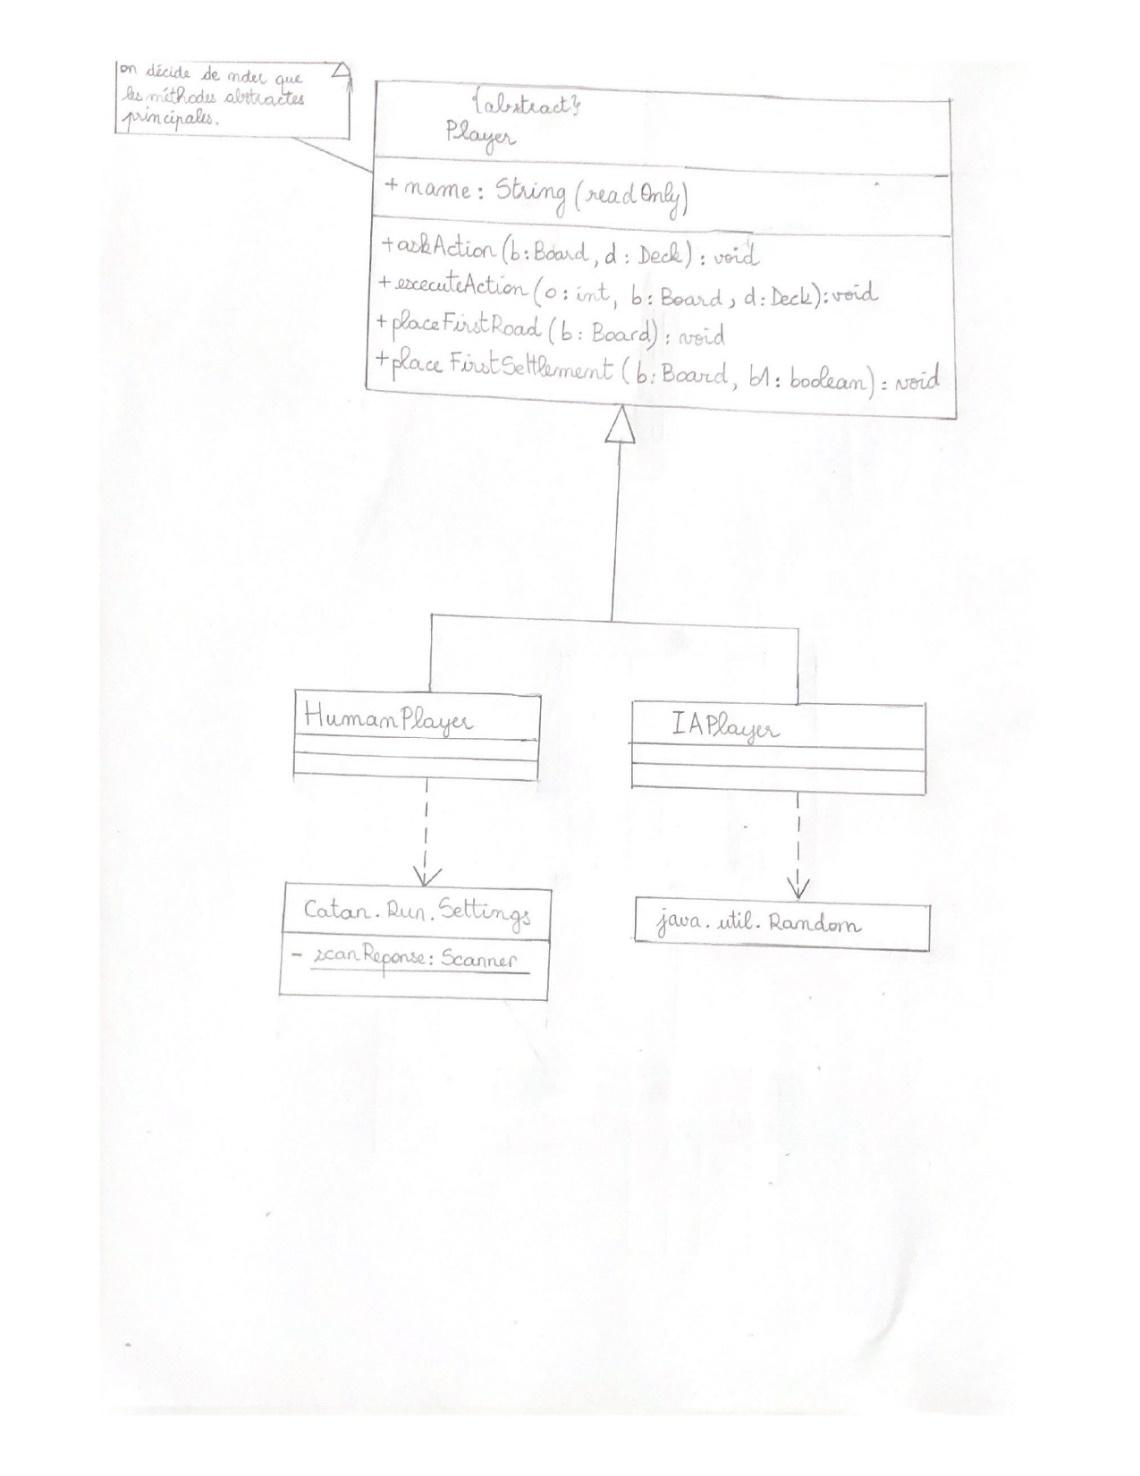 on décide de noter que
les méthodes abstractes
principales.
{abstract}
Player
+ name: String (readOnly)
+askAction (b:Board, d: Deck): void
+executeAction (o: int, b: Board, d: Deck): void
+placeFirstRoad (b: Board): void
+place FirstSettlement (b: Board, b1: boolean): void
HumanPlayer
IAPlayer
Catan.Run.Settings
- scanReponse: Scanner
java.util.Random